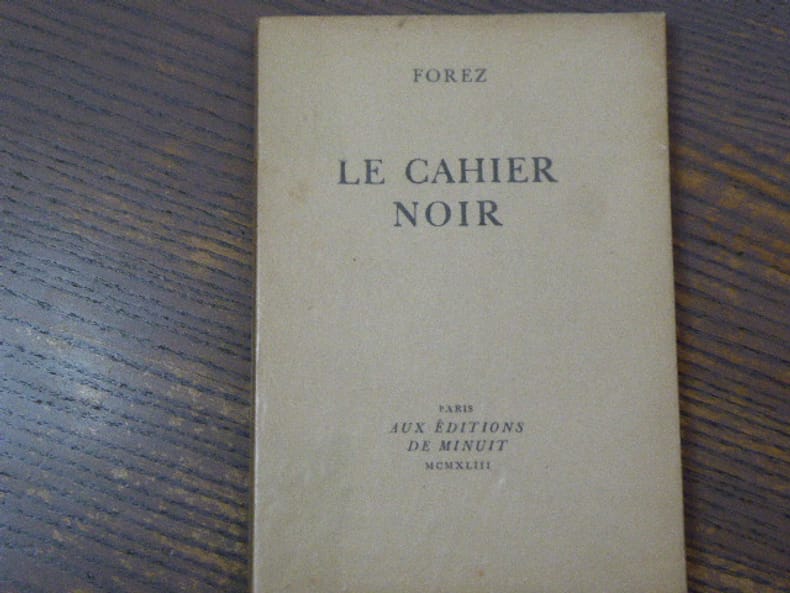 FOREZ
LE CAHIER
NOIR
PARIS
AUX ÉDITIONS
DE MINUIT
MCMXLIII